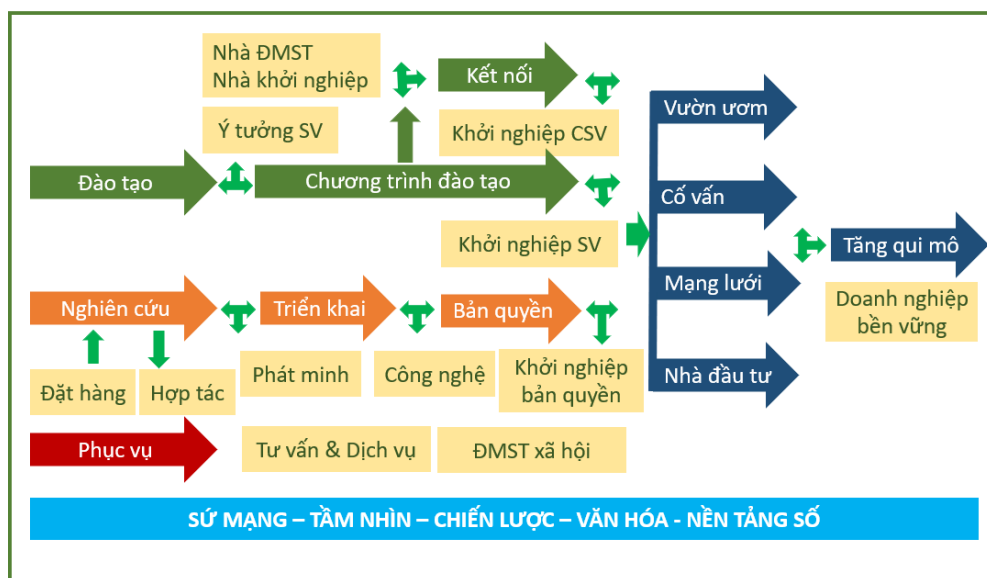 Nhà ĐMST
Nhà khởi nghiệp
Kết nối
Vườn ươm
Ý tưởng SV
Khởi nghiệp CSV
Đào tạo
Chương trình đào tạo
Cố vấn
Khởi nghiệp SV
Tăng qui mô
Nghiên cứu
Triển khai
Bản quyền
Mạng lưới
Doanh nghiệp
bền vững
Đặt hàng
Hợp tác
Phát minh
Công nghệ
Khởi nghiệp
bản quyền
Nhà đầu tư
Phục vụ
Tư vấn & Dịch vụ
ĐMST xã hội
SỨ MẠNG – TẦM NHÌN – CHIẾN LƯỢC – VĂN HÓA - NỀN TẢNG SỐ